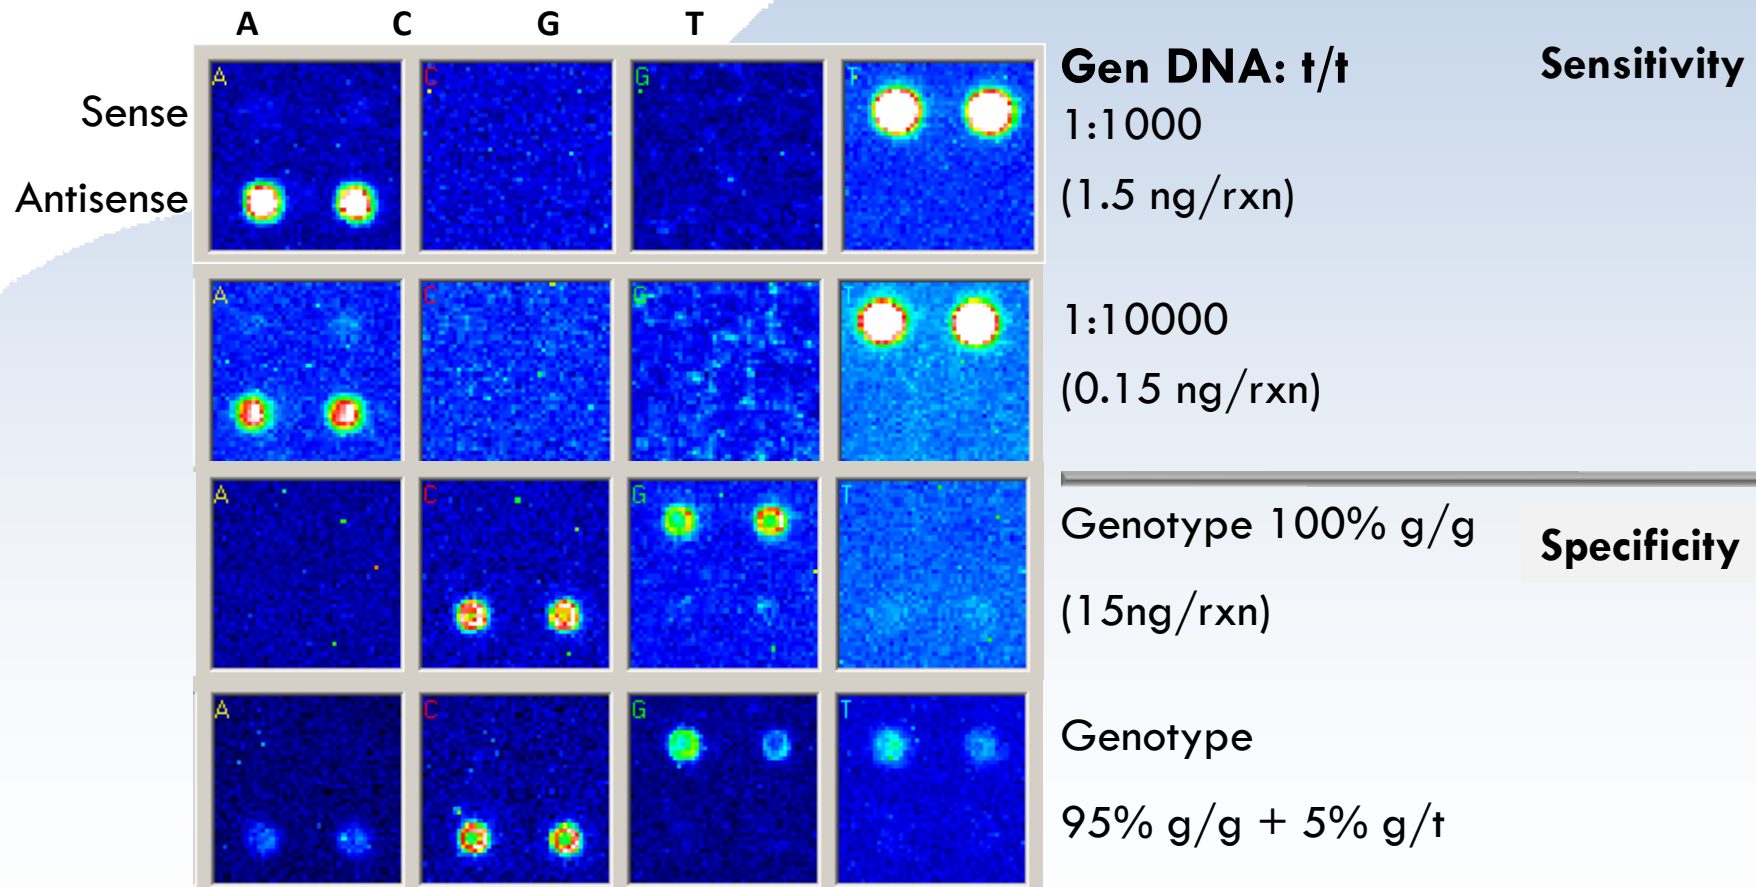 A C G T
Gen DNA: t/t Sensitivity
Sense
Antisense
A C G T
1:1000
(1.5 ng/rxn)
A C G T
1:10000
(0.15 ng/rxn)
A C G T
Genotype 100% g/g Specificity
(15ng/rxn)
A C G T
Genotype
95% g/g + 5% g/t